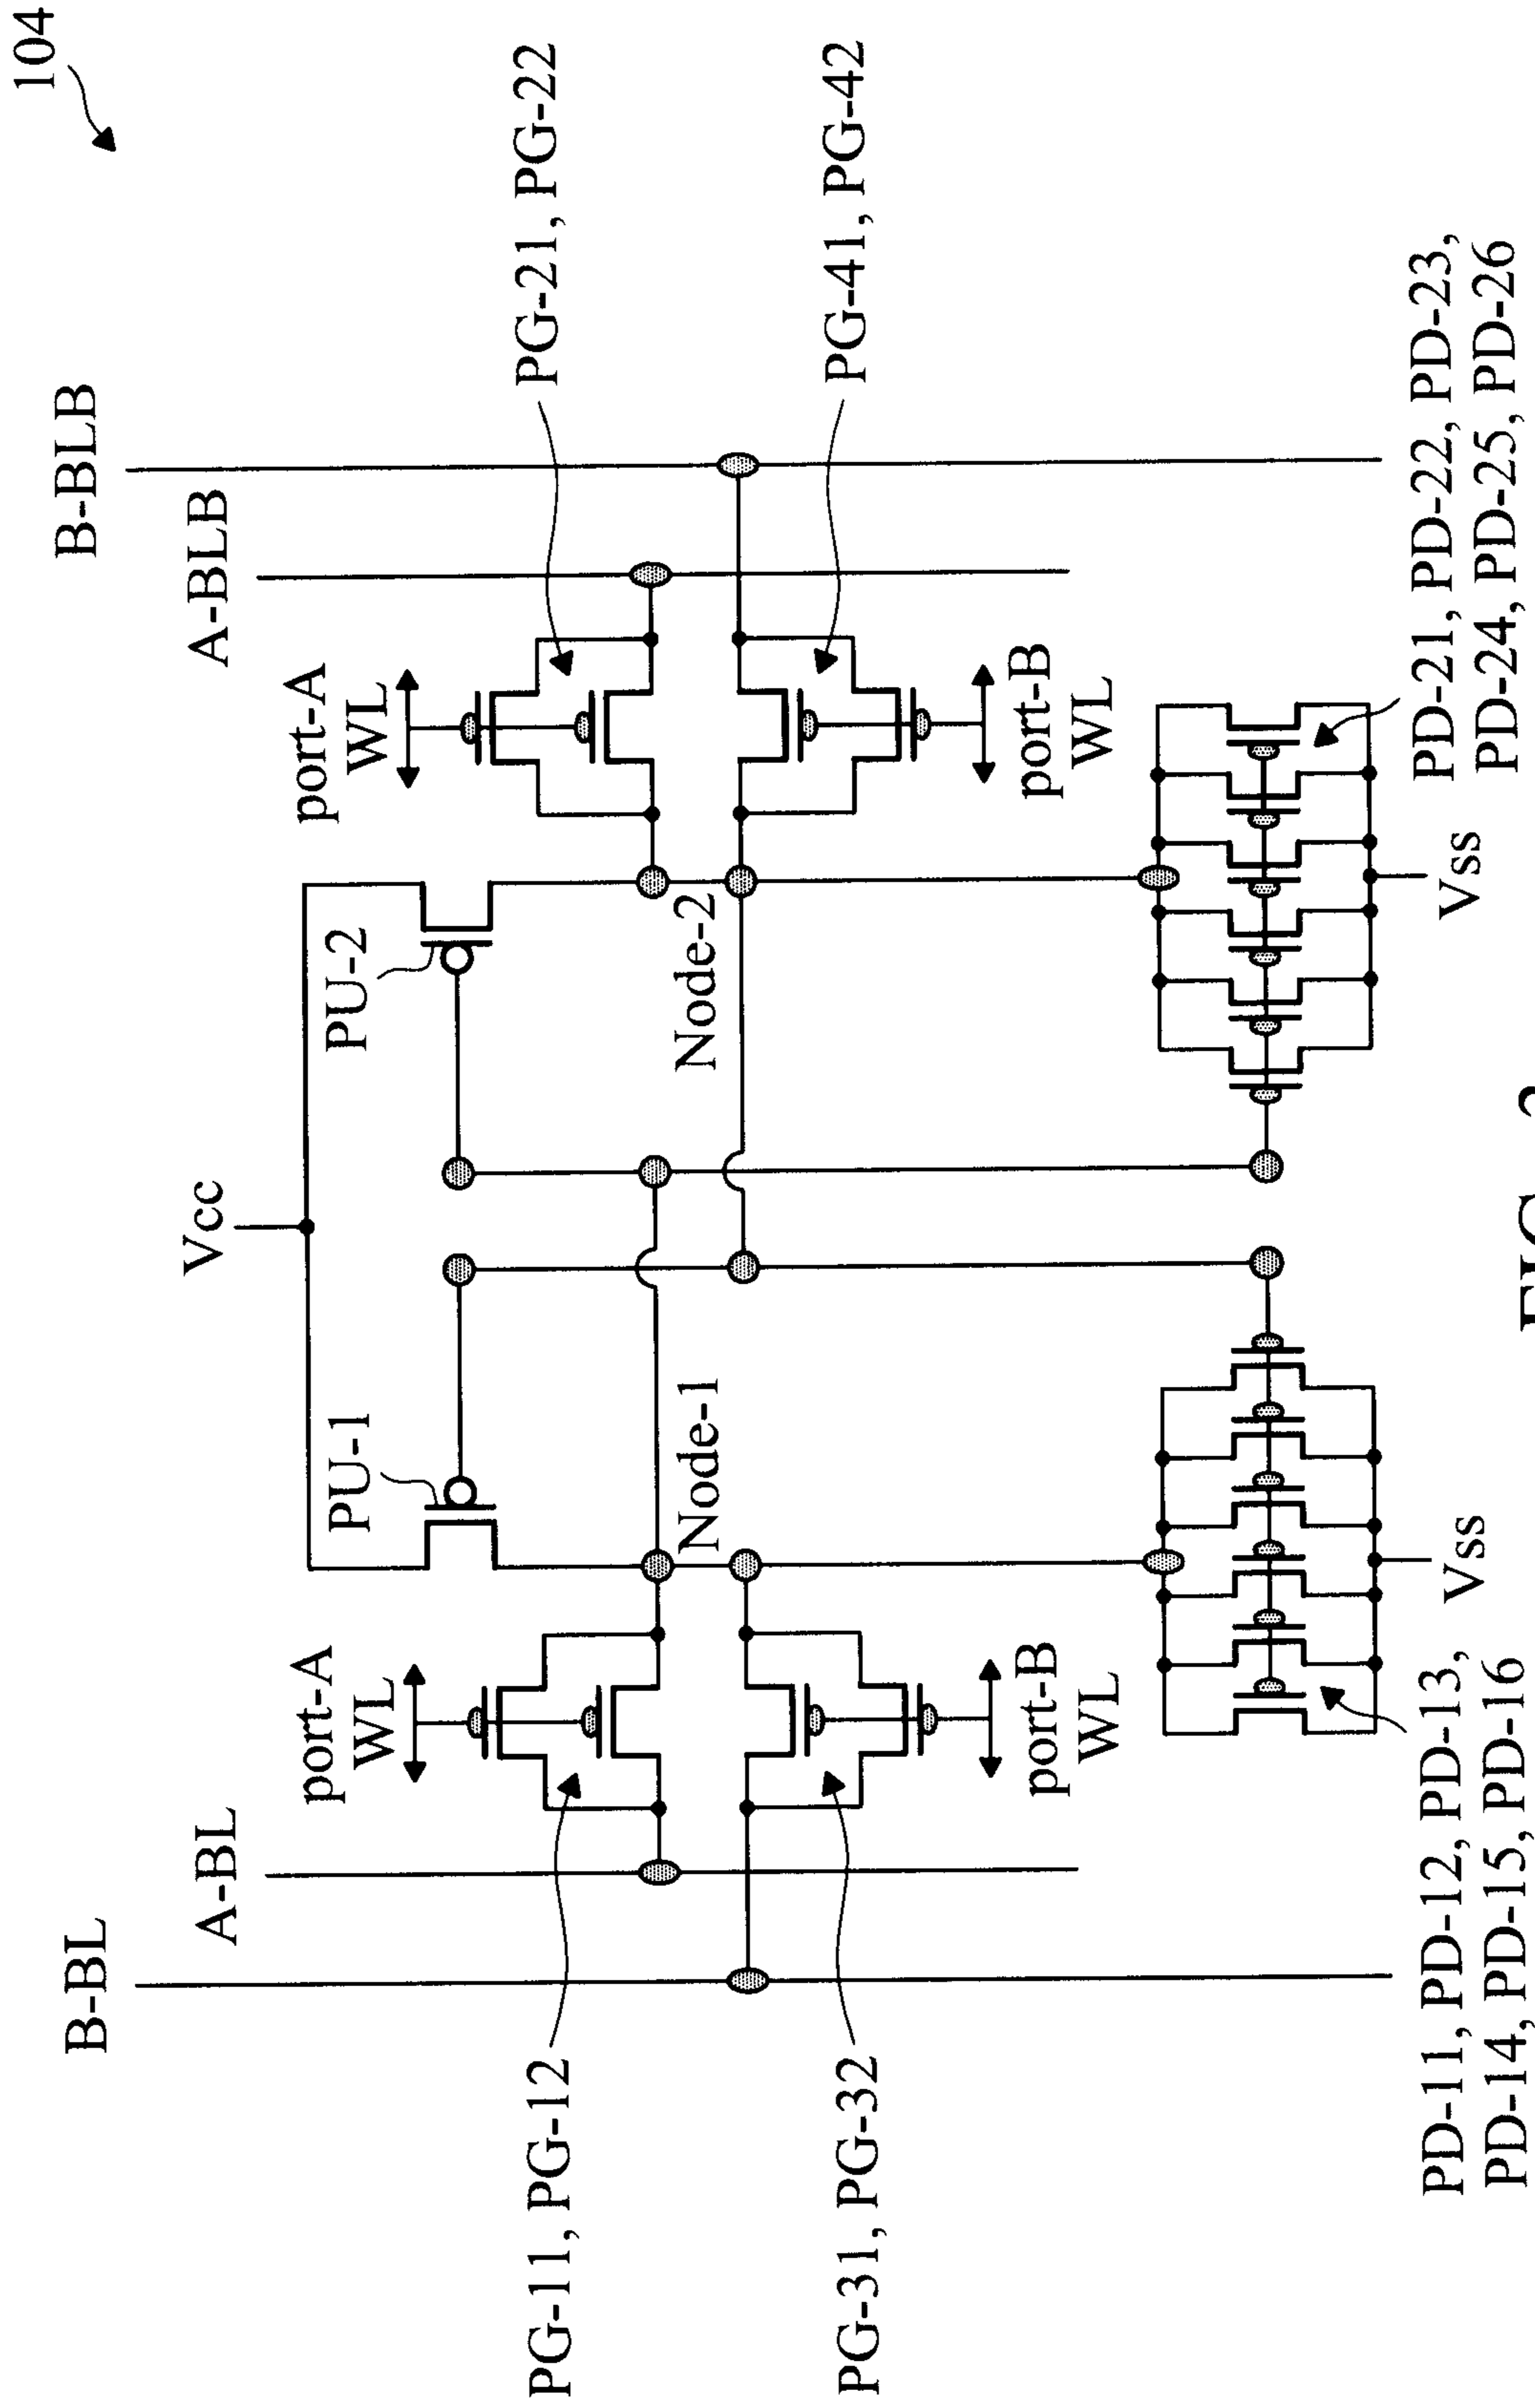 104
B-BL
B-BLB
A-BL
A-BLB
Vcc
port-A
WL
port-A
WL
PU-1
PU-2
PG-11, PG-12
PG-21, PG-22
Node-1
Node-2
PG-31, PG-32
PG-41, PG-42
port-B
WL
port-B
WL
Vss
Vss
PD-11, PD-12, PD-13,
PD-14, PD-15, PD-16
PD-21, PD-22, PD-23,
PD-24, PD-25, PD-26